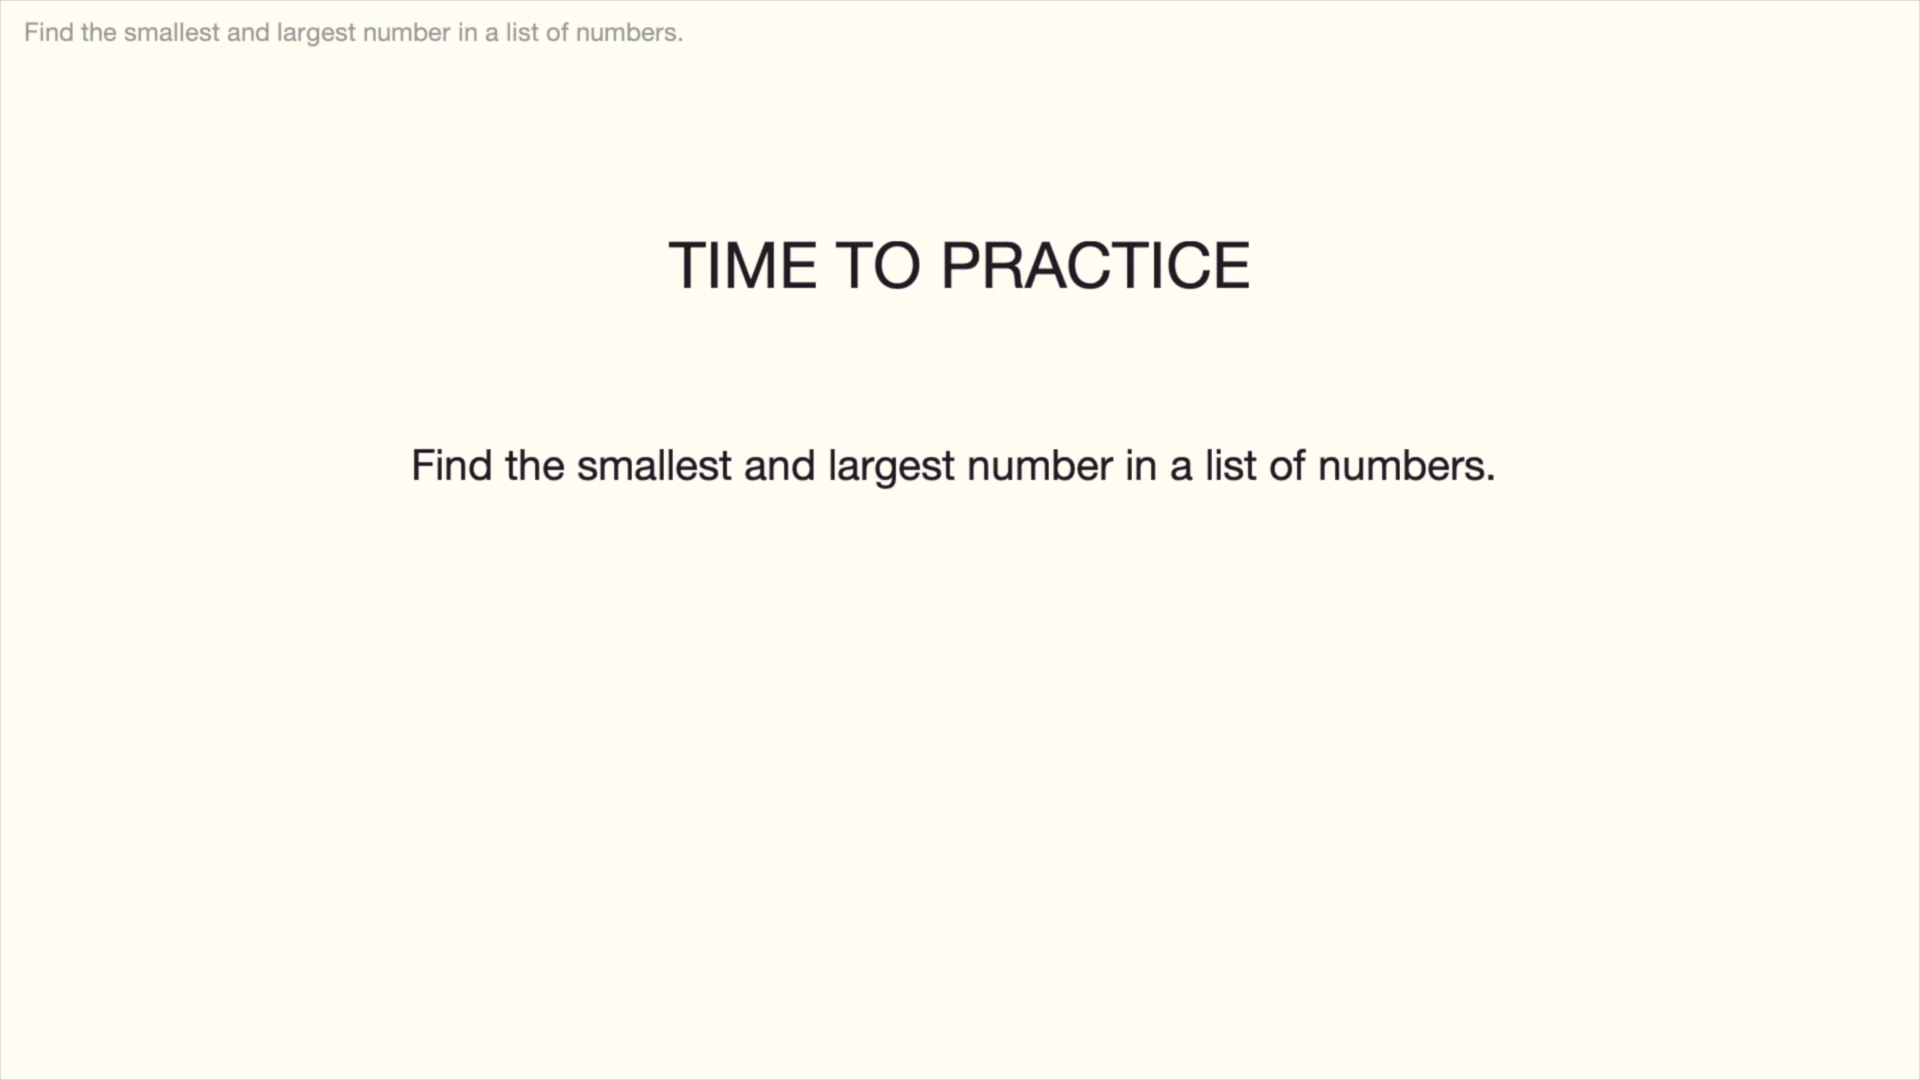 Find the smallest and largest number in a list of numbers.
TIME TO PRACTICE
Find the smallest and largest number in a list of numbers.